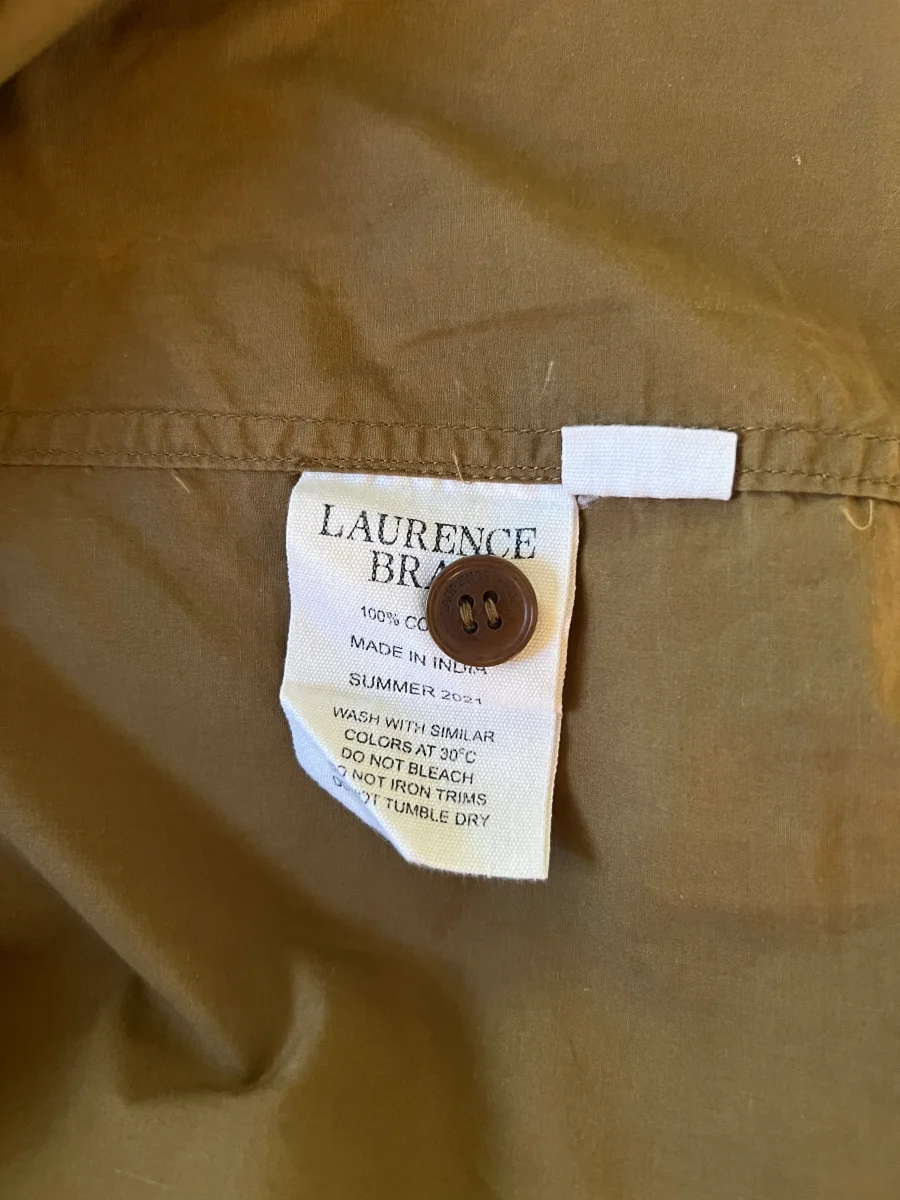 LAURENCE
BRA
100% CO
MADE IN INDIA
SUMMER 2021
WASH WITH SIMILAR
COLORS AT 30°C
DO NOT BLEACH
O NOT IRON TRIMS
D NOT TUMBLE DRY